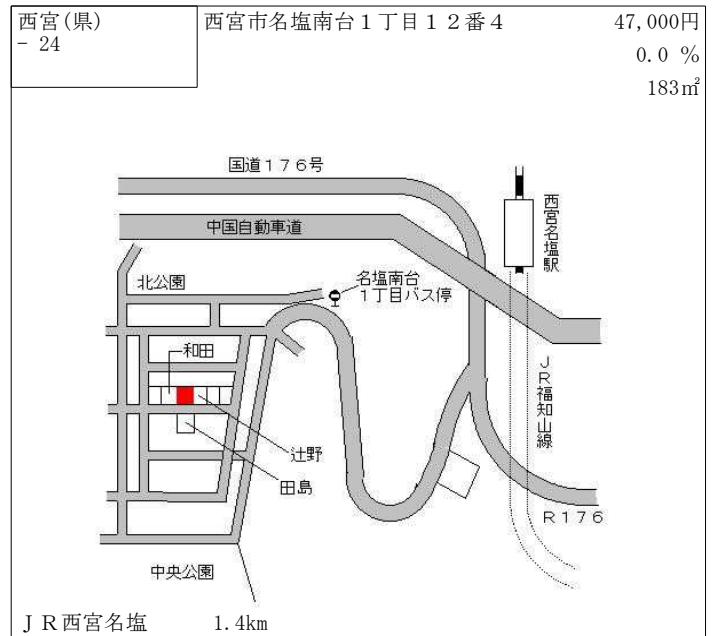 西宮(県)
- 24
西宮市名塩南台１丁目１２番４
47,000円
0.0 %
183㎡
国道１７６号
中国自動車道
西宮名塩駅
北公園
名塩南台
１丁目バス停
和田
ＪＲ福知山線
辻野
田島
Ｒ１７６
中央公園
ＪＲ西宮名塩 1.4km